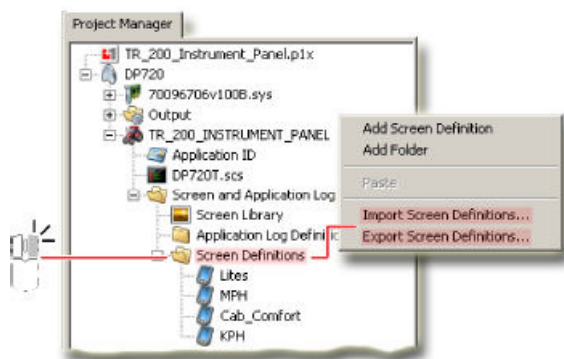 Project Manager
TR_200_Instrument_Panel.p1x
DP720
70096706v100B.sys
Output
TR_200_INSTRUMENT_PANEL
Application ID
DP720T.scs
Screen and Application Log
Screen Library
Application Log Definitic
Screen Definitions
Lites
MPH
Cab_Comfort
KPH
Add Screen Definition
Add Folder
Paste
Import Screen Definitions...
Export Screen Definitions...